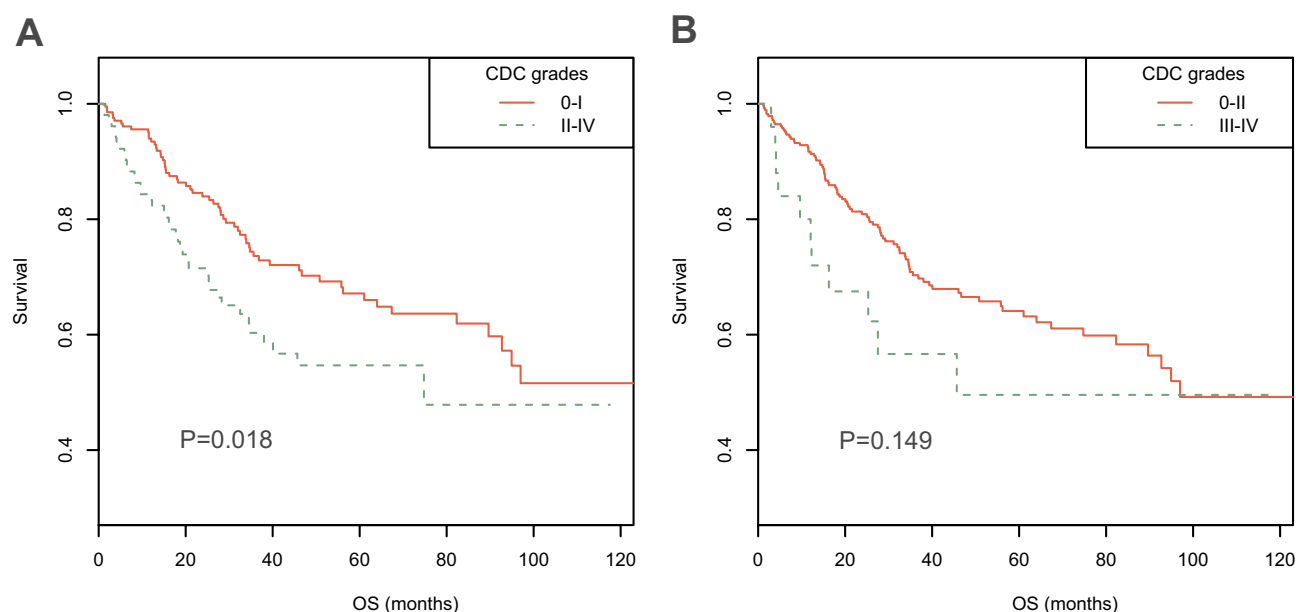 A
CDC grades
0-I
II-IV
1.0
0.8
0.6
0.4
Survival
P=0.018
0 20 40 60 80 100 120
OS (months)
B
CDC grades
0-II
III-IV
1.0
0.8
0.6
0.4
Survival
P=0.149
0 20 40 60 80 100 120
OS (months)